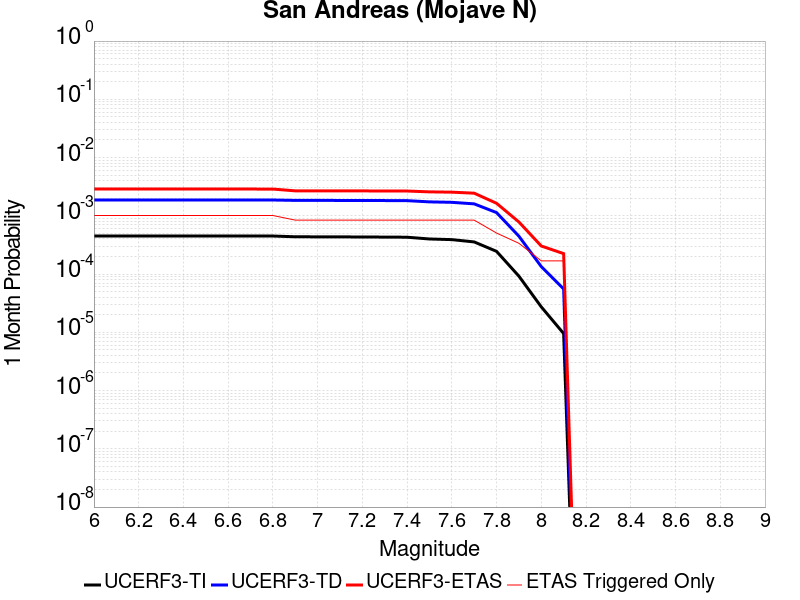 San Andreas (Mojave N)
10^0
10^-1
10^-2
10^-3
10^-4
10^-5
10^-6
10^-7
10^-8
1 Month Probability
6 6.2 6.4 6.6 6.8 7 7.2 7.4 7.6 7.8 8 8.2 8.4 8.6 8.8 9
Magnitude
UCERF3-TI UCERF3-TD UCERF3-ETAS ETAS Triggered Only